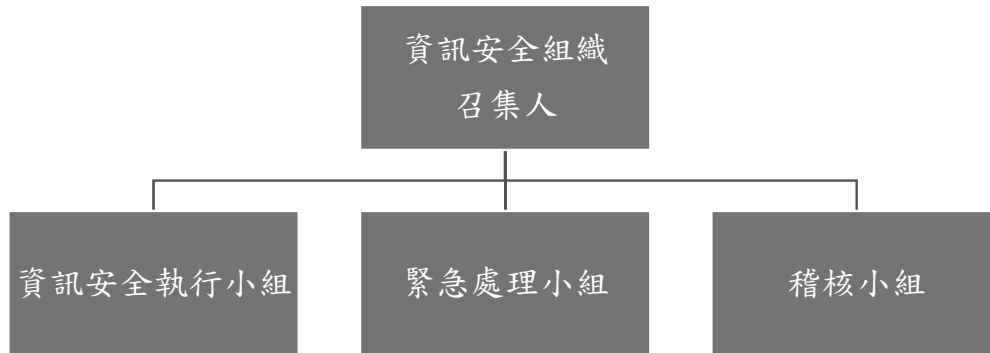 資訊安全組織
召集人
資訊安全執行小組
緊急處理小組
稽核小組